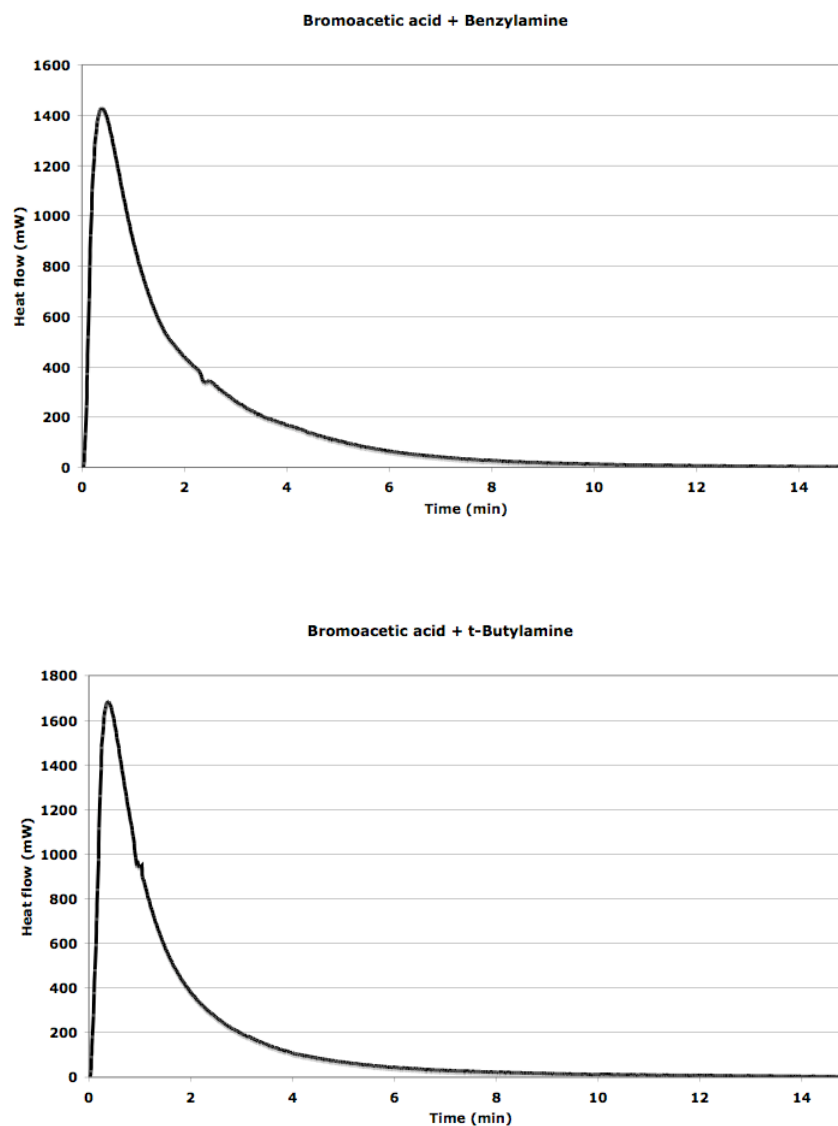 Bromoacetic acid + Benzylamine
1600
1400
1200
1000
800
600
400
200
0
Heat flow (mW)
0 2 4 6 8 10 12 14
Time (min)
Bromoacetic acid + t-Butylamine
1800
1600
1400
1200
1000
800
600
400
200
0
Heat flow (mW)
0 2 4 6 8 10 12 14
Time (min)